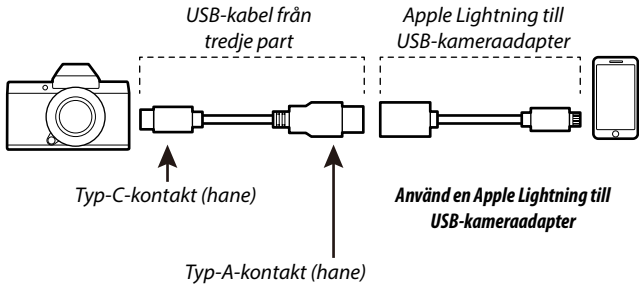 USB-kabel från
tredje part
Apple Lightning till
USB-kameraadapter
Typ-C-kontakt (hane)
Använd en Apple Lightning till
USB-kameraadapter
Typ-A-kontakt (hane)